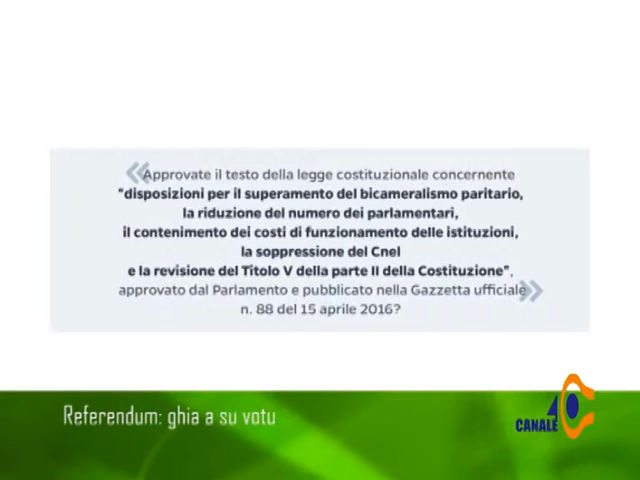 «Approvate il testo della legge costituzionale concernente
"disposizioni per il superamento del bicameralismo paritario,
la riduzione del numero dei parlamentari,
il contenimento dei costi di funzionamento delle istituzioni,
la soppressione del Cnel
e la revisione del Titolo V della parte II della Costituzione",
approvato dal Parlamento e pubblicato nella Gazzetta ufficiale»
n. 88 del 15 aprile 2016?
Referendum: ghia a su votu
CANALE 40